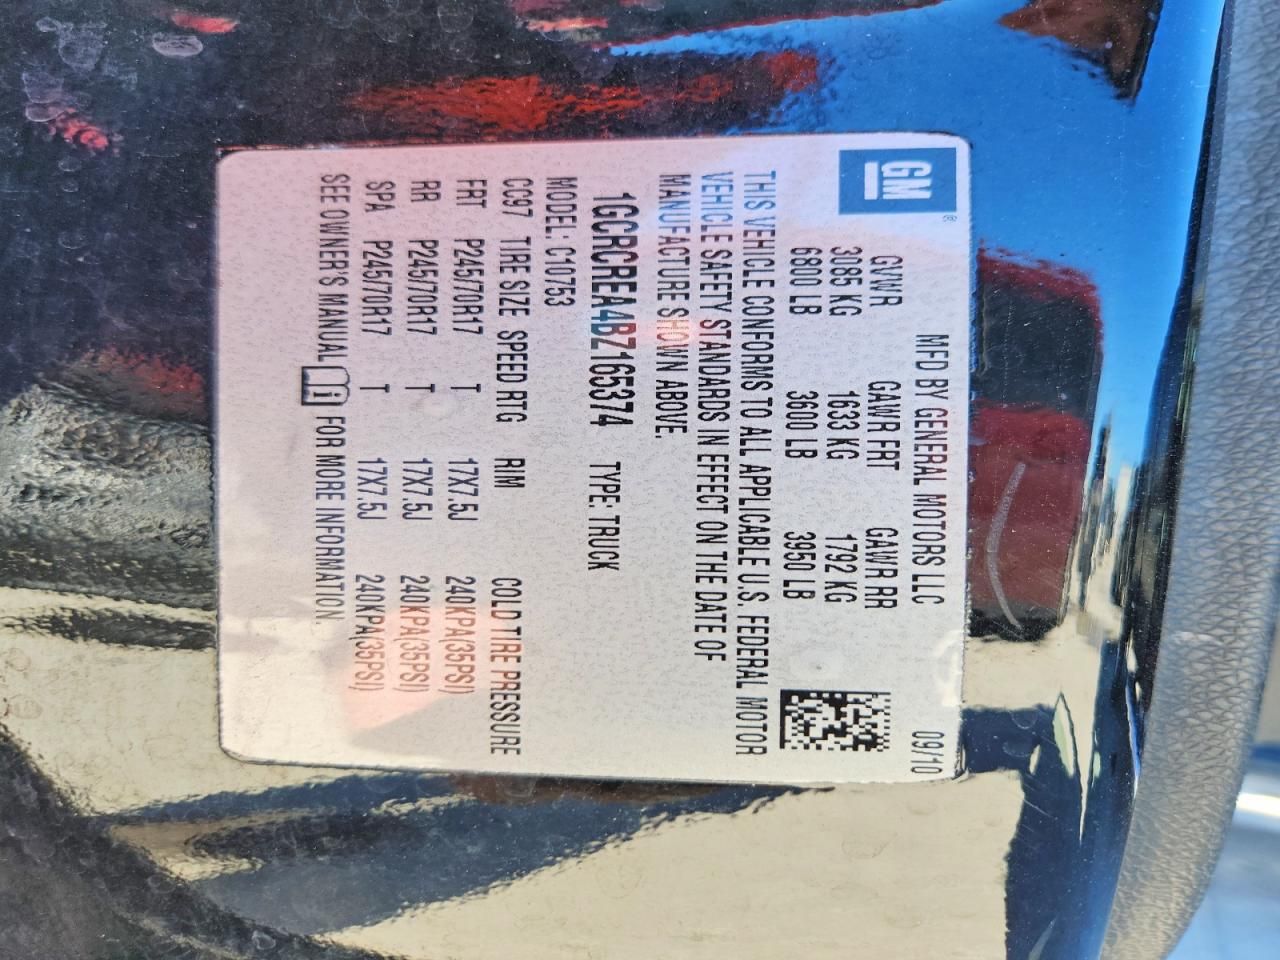 GM®
MFD BY GENERAL MOTORS LLC 09/10
GVWR GAWR FRT GAWR RR
3085 KG 1633 KG 1792 KG
6800 LB 3600 LB 3950 LB
THIS VEHICLE CONFORMS TO ALL APPLICABLE U.S. FEDERAL MOTOR
VEHICLE SAFETY STANDARDS IN EFFECT ON THE DATE OF
MANUFACTURE SHOWN ABOVE.
1GCRCREA4BZ165374 TYPE: TRUCK
MODEL: C10753
CC97 TIRE SIZE SPEED RTG RIM COLD TIRE PRESSURE
FRT P245/70R17 T 17X7.5J 240KPA(35PSI)
RR P245/70R17 T 17X7.5J 240KPA(35PSI)
SPA P245/70R17 T 17X7.5J 240KPA(35PSI)
SEE OWNER'S MANUAL FOR MORE INFORMATION.